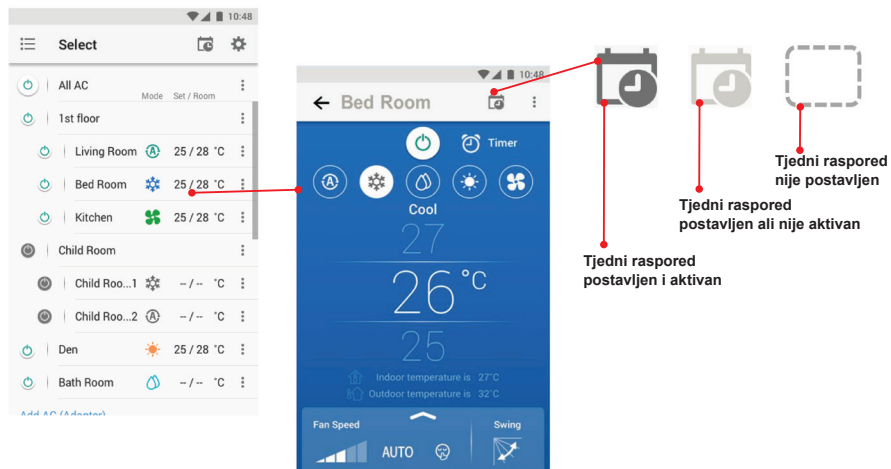 10:48
Select
All AC
Mode Set / Room
1st floor
Living Room 25 / 28 °C
Bed Room 25 / 28 °C
Kitchen 25 / 28 °C
Child Room
Child Roo...1 -- / -- °C
Child Roo...2 -- / -- °C
Den 25 / 28 °C
Bath Room -- / -- °C
Add AC (Adapter)
10:48
Bed Room
Timer
Cool
27
26 °C
25
Indoor temperature is 27°C
Outdoor temperature is 32°C
Fan Speed
Swing
AUTO
Tjedni raspored
nije postavljen
Tjedni raspored
postavljen ali nije aktivan
Tjedni raspored
postavljen i aktivan